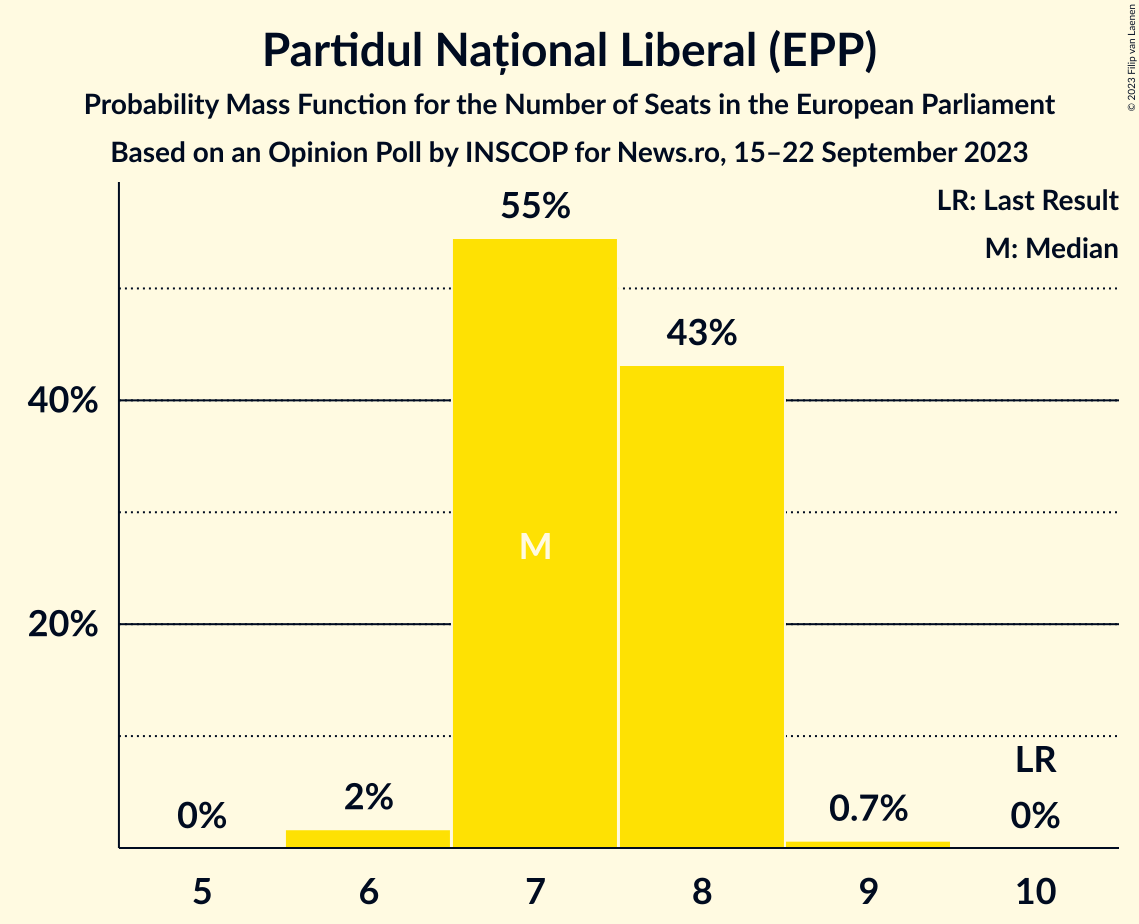 Partidul Național Liberal (EPP)
Probability Mass Function for the Number of Seats in the European Parliament
Based on an Opinion Poll by INSCOP for News.ro, 15–22 September 2023
© 2023 Filip van Laenen
LR: Last Result
M: Median
55%
43%
40%
M
20%
LR
0%
2%
0.7%
0%
5 6 7 8 9 10